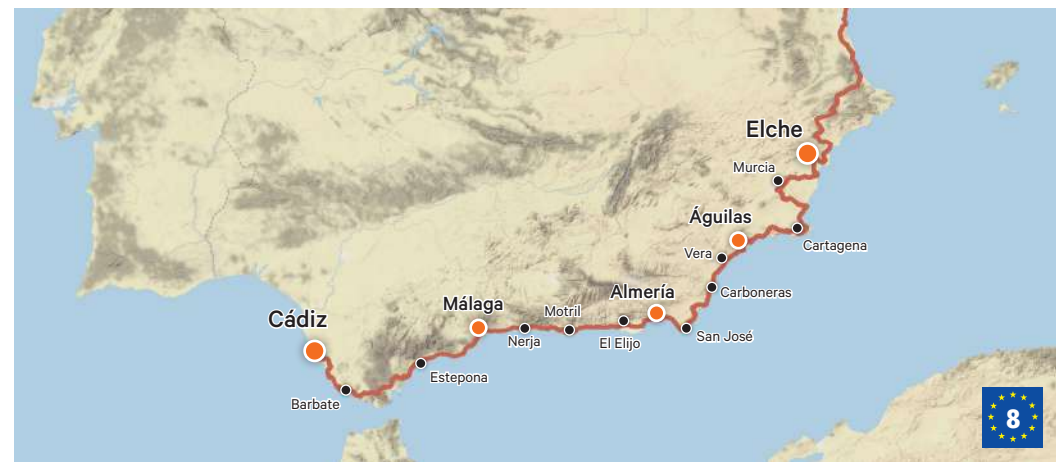 Elche
Murcia
Águilas
Cartagena
Vera
Carboneras
Almería
Málaga
Motril
Cádiz
Nerja
El Elijo
San José
Estepona
Barbate
8